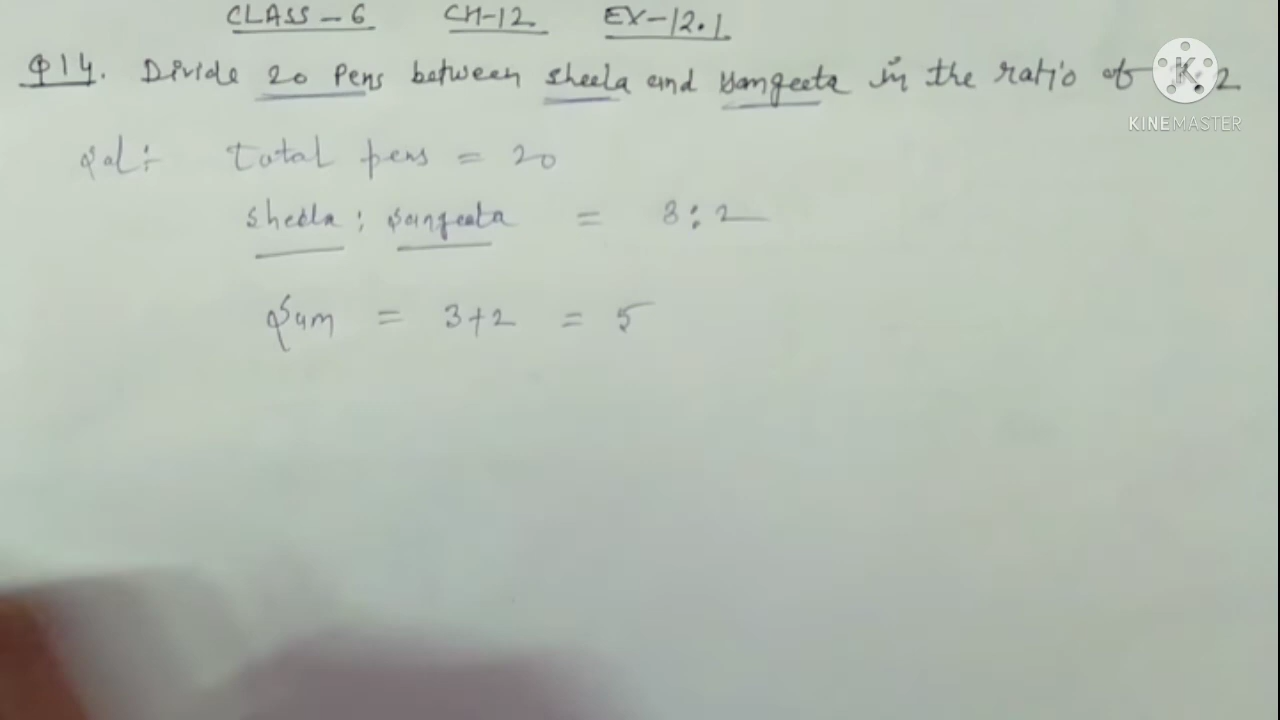 CLASS - 6 CH-12 EX-12.1
Q14. Divide 20 Pens between Sheela and Sangeeta in the ratio of 2
K
KINEMASTER
Sol: Total pens = 20
Sheela : Sangeeta = 3:2
Sum = 3+2 = 5